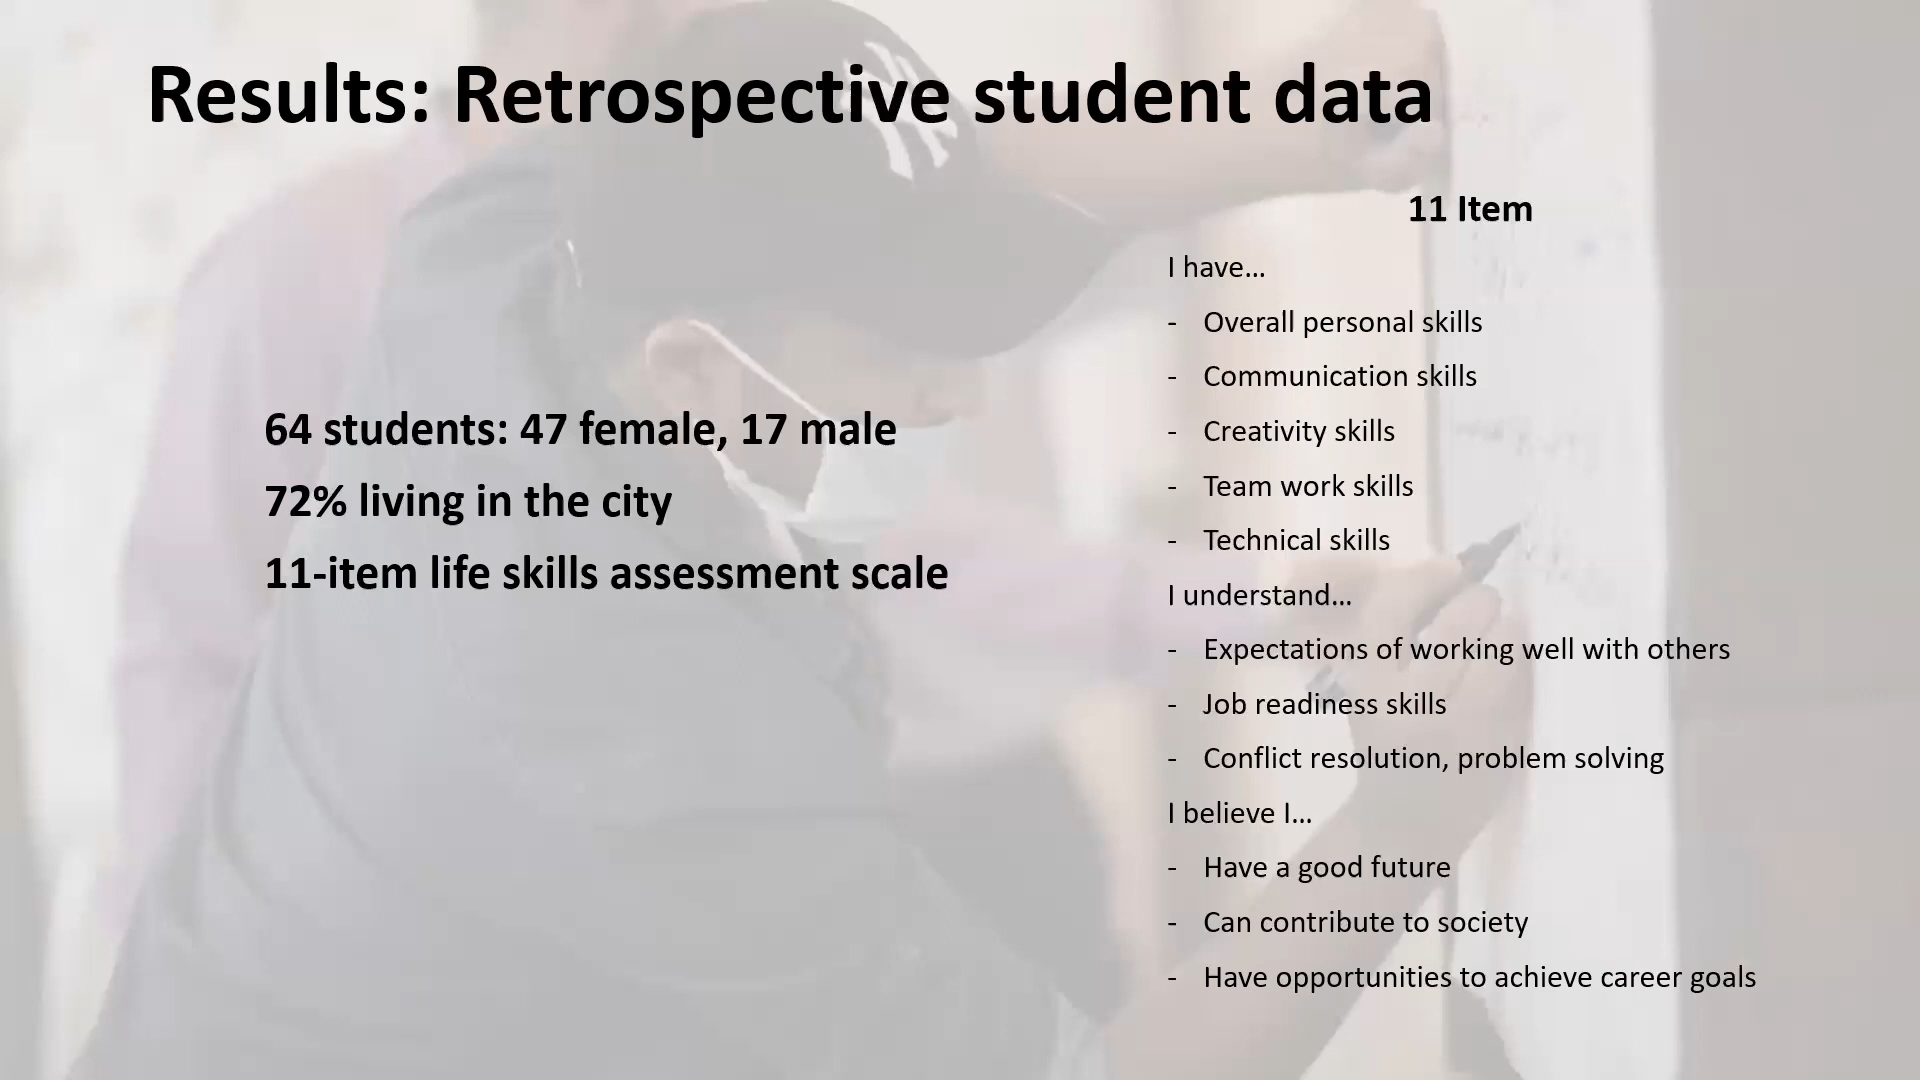 Results: Retrospective student data
64 students: 47 female, 17 male
72% living in the city
11-item life skills assessment scale
11 Item
I have…
- Overall personal skills
- Communication skills
- Creativity skills
- Team work skills
- Technical skills
I understand…
- Expectations of working well with others
- Job readiness skills
- Conflict resolution, problem solving
I believe I…
- Have a good future
- Can contribute to society
- Have opportunities to achieve career goals